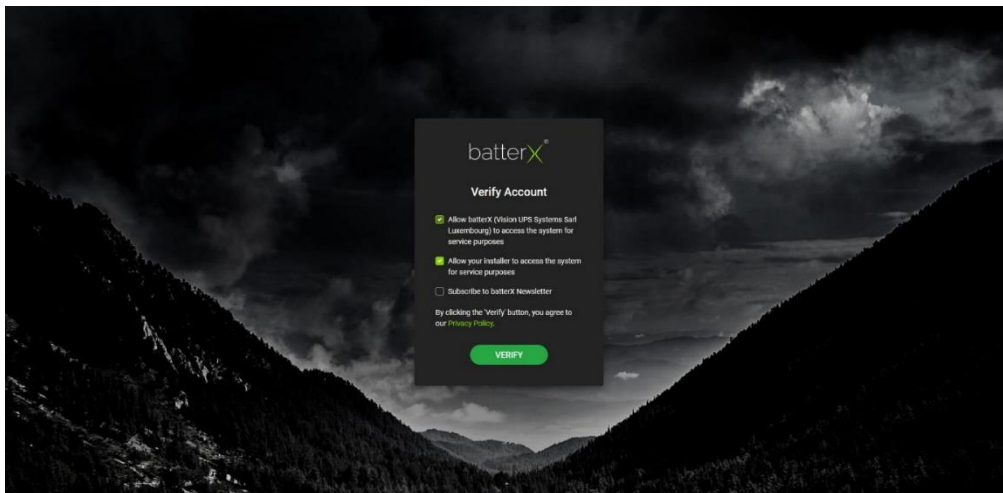 batterX®
Verify Account
Allow batterX (Vision UPS Systems Sarl
Luxembourg) to access the system for
service purposes
Allow your installer to access the system
for service purposes
Subscribe to batterX Newsletter
By clicking the 'Verify' button, you agree to
our Privacy Policy.
VERIFY